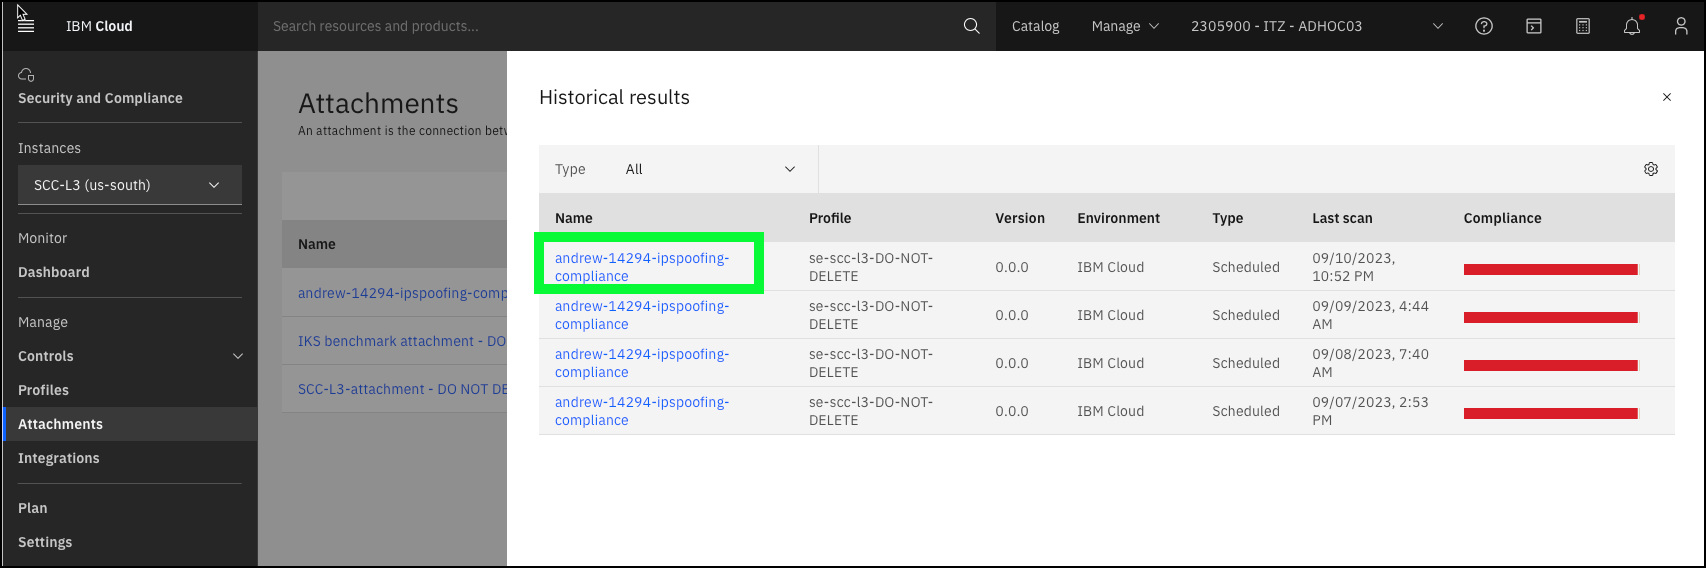 IBM Cloud
Search resources and products...
Catalog
Manage
2305900 - ITZ - ADHOC03
Security and Compliance
Instances
SCC-L3 (us-south)
Monitor
Dashboard
Manage
Controls
Profiles
Attachments
Integrations
Plan
Settings
Attachments
An attachment is the connection betw
Name
andrew-14294-ipspoofing-comp
IKS benchmark attachment - DO
SCC-L3-attachment - DO NOT DE
Historical results
Type All
Name Profile Version Environment Type Last scan Compliance
andrew-14294-ipspoofing- se-scc-l3-DO-NOT- 0.0.0 IBM Cloud Scheduled 09/10/2023,
compliance DELETE 10:52 PM
andrew-14294-ipspoofing- se-scc-l3-DO-NOT- 0.0.0 IBM Cloud Scheduled 09/09/2023, 4:44
compliance DELETE AM
andrew-14294-ipspoofing- se-scc-l3-DO-NOT- 0.0.0 IBM Cloud Scheduled 09/08/2023, 7:40
compliance DELETE AM
andrew-14294-ipspoofing- se-scc-l3-DO-NOT- 0.0.0 IBM Cloud Scheduled 09/07/2023, 2:53
compliance DELETE PM